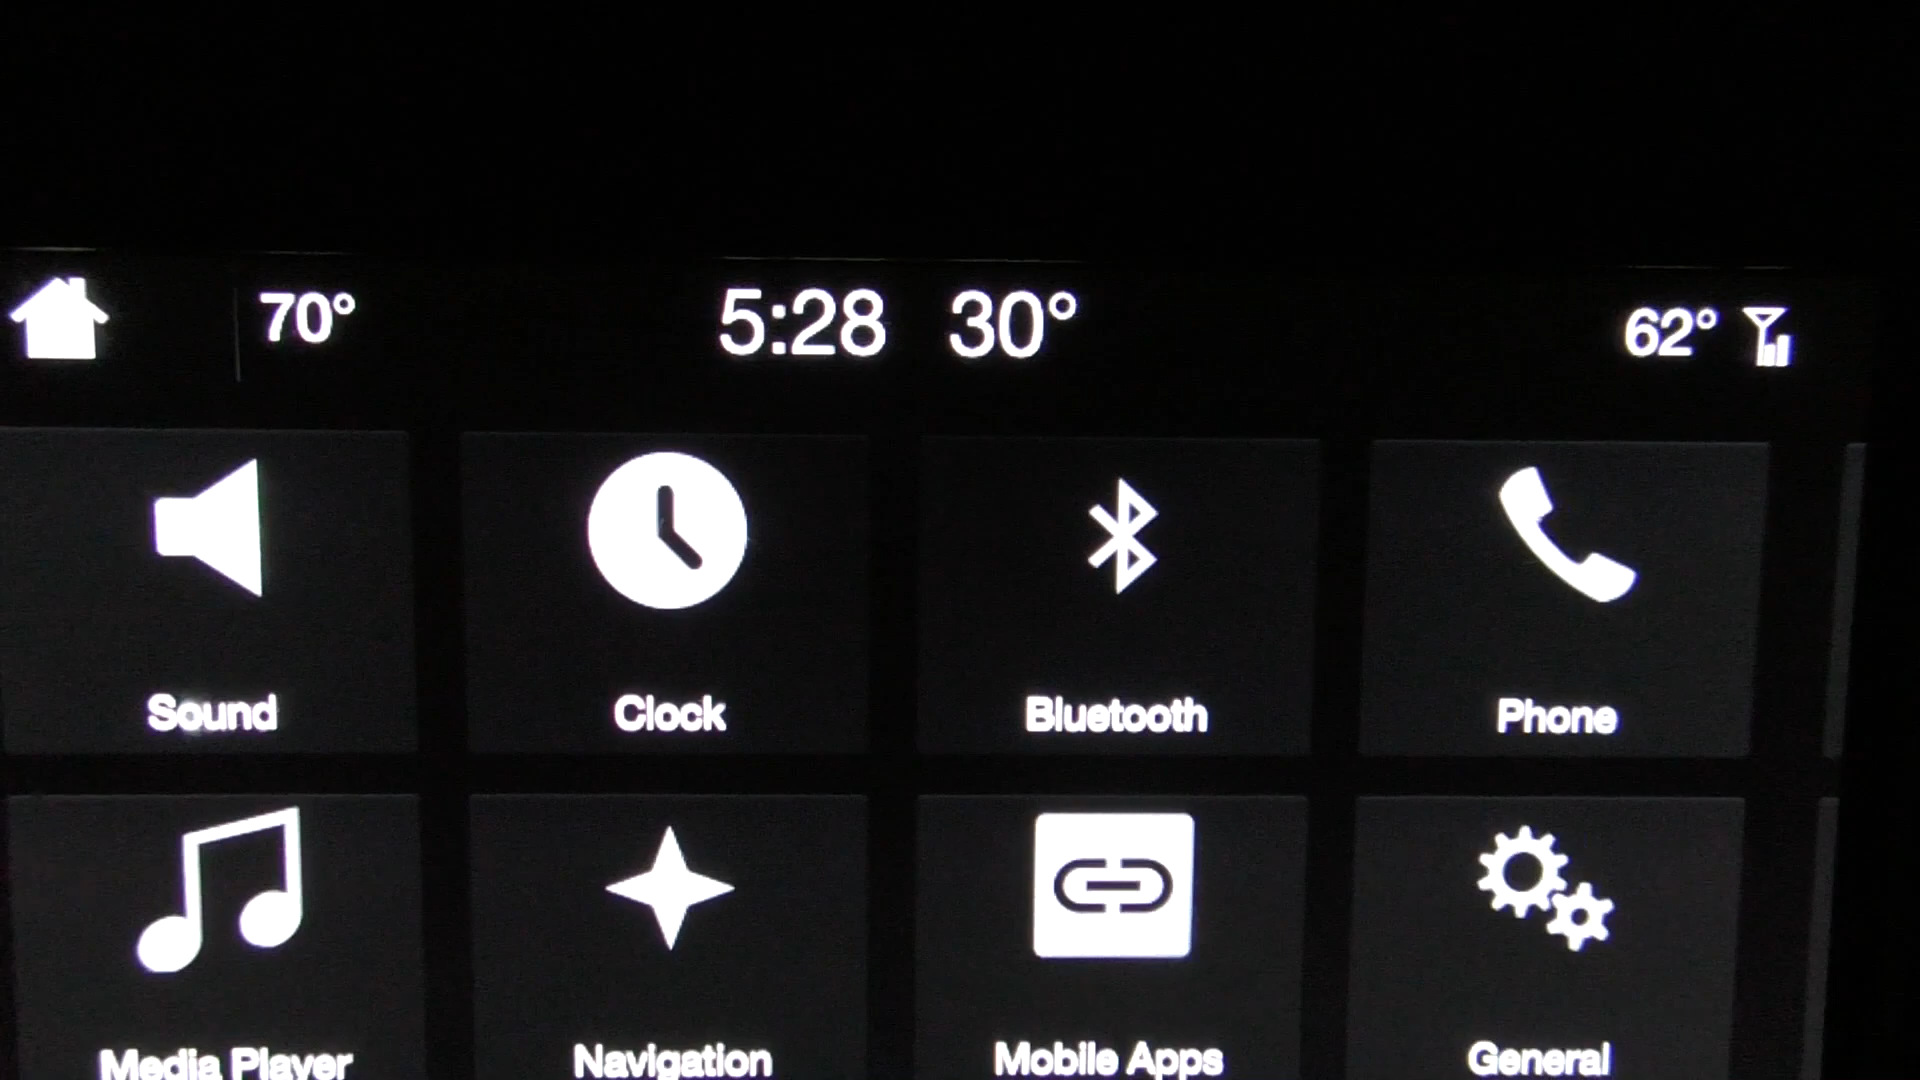 70° 5:28 30° 62°
Sound Clock Bluetooth Phone
Media Player Navigation Mobile Apps General